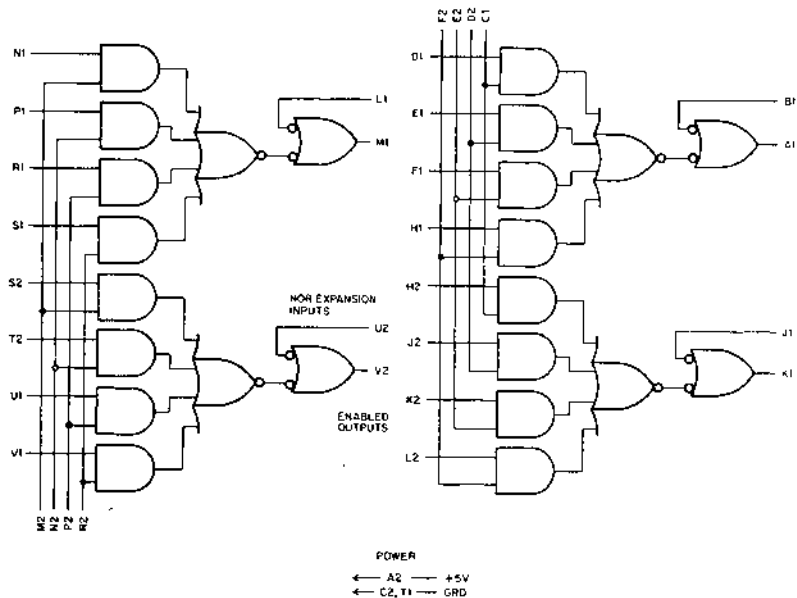 F2
E2
D2
C1
N1
D1
L1
B1
P1
E1
M1
A1
R1
F1
S1
H1
S2
H2
NOR EXPANSION
INPUTS
U2
J1
T2
J2
V2
K1
U1
K2
ENABLED
OUTPUTS
V1
L2
M2
N2
P2
R2
POWER
A2 +5V
C2, T1 GRD